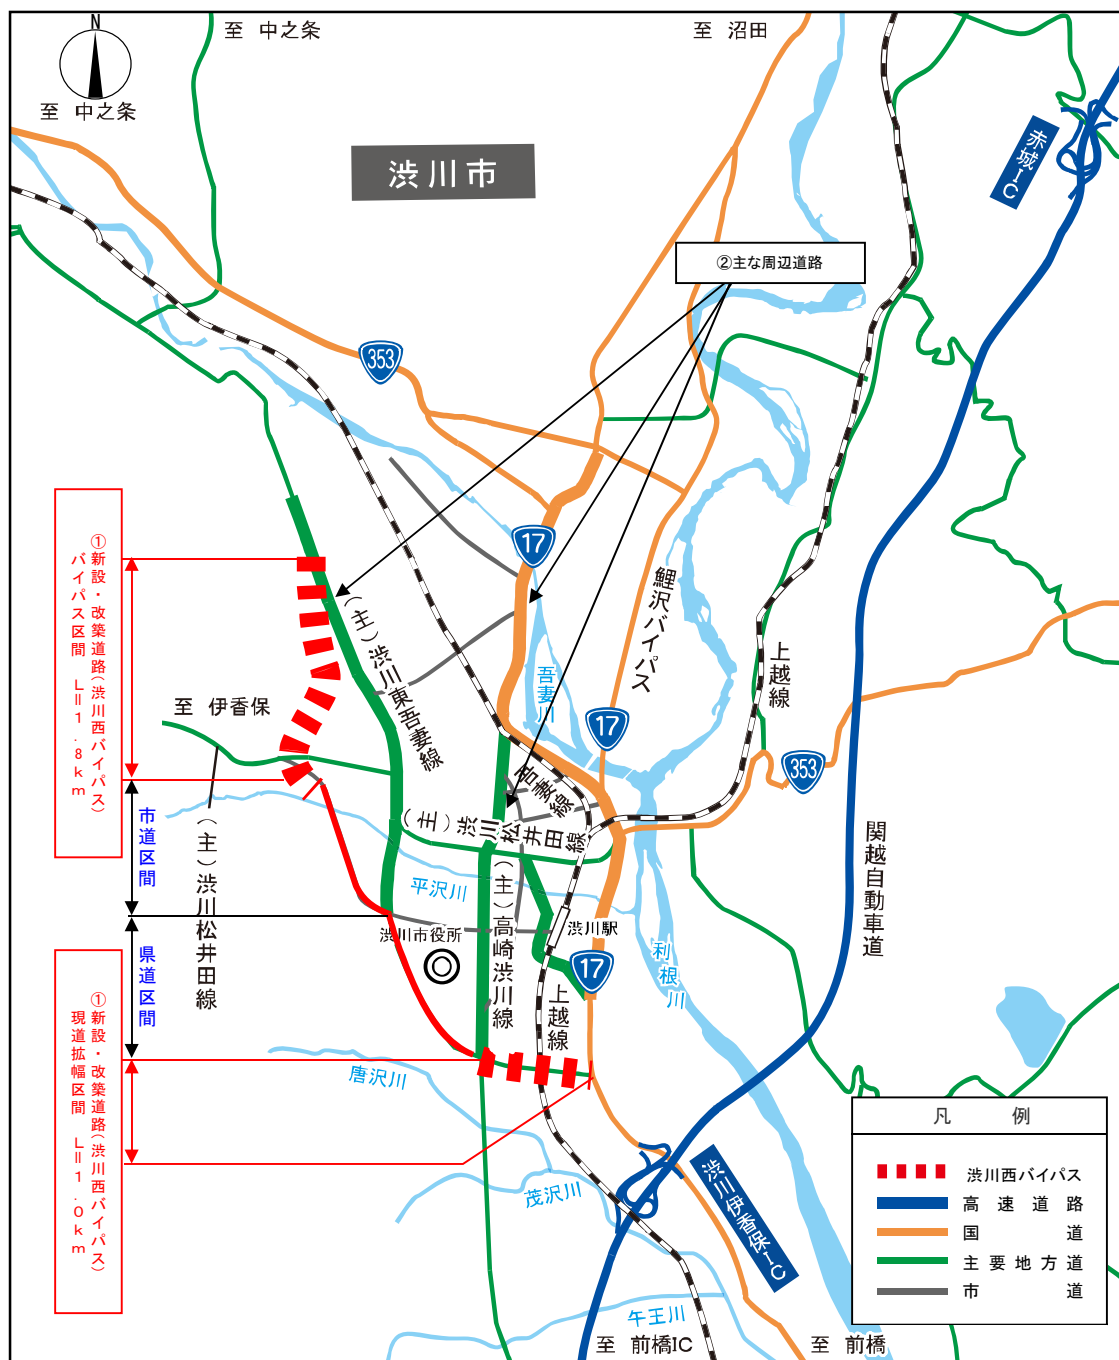 N
至 中之条
至 沼田
至 中之条
渋川市
赤城IC
②主な周辺道路
353
17
①新設・改築道路(渋川西バイパス)
バイパス区間 L=1.8km
鯉沢バイパス
(主)渋川東吾妻線
上越線
吾妻川
至 伊香保
17
353
吾妻線
市道区間
(主)渋川松井田線
(主)渋川松井田線
関越自動車道
平沢川
(主)高崎渋川線
渋川市役所
渋川駅
利根川
県道区間
17
上越線
①新設・改築道路(渋川西バイパス)
現道拡幅区間 L=1.0km
唐沢川
茂沢川
渋川伊香保IC
午王川
至 前橋IC
至 前橋
凡 例
渋川西バイパス
高速道路
国道
主要地方道
市道